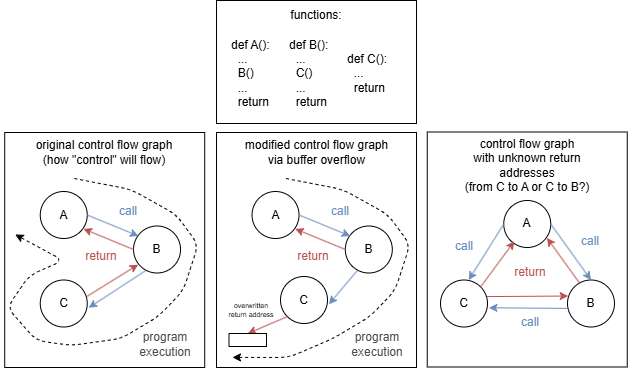 functions:
def A():
...
B()
...
return
def B():
...
C()
...
return
def C():
...
return
original control flow graph
(how "control" will flow)
A
call
B
return
C
program
execution
modified control flow graph
via buffer overflow
A
call
B
return
C
overwritten
return address
program
execution
control flow graph
with unknown return
addresses
(from C to A or C to B?)
A
call
call
return
C
B
call